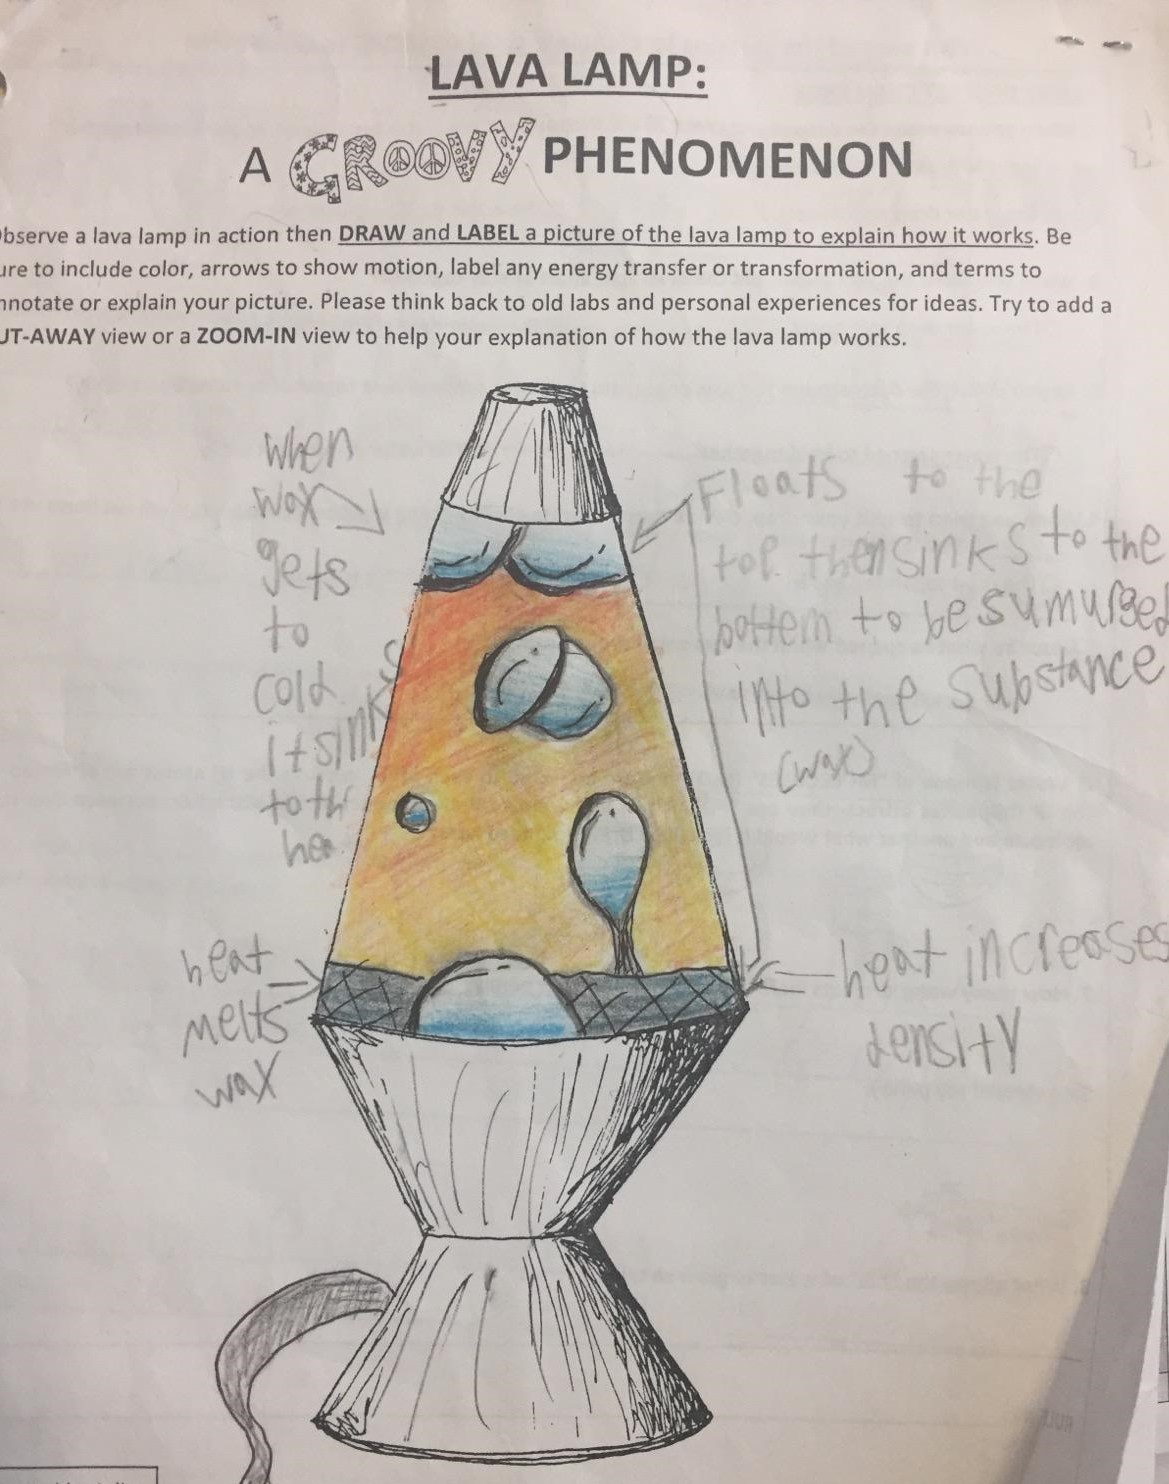 LAVA LAMP:
A GROOVY PHENOMENON
bserve a lava lamp in action then DRAW and LABEL a picture of the lava lamp to explain how it works. Be
ure to include color, arrows to show motion, label any energy transfer or transformation, and terms to
nnotate or explain your picture. Please think back to old labs and personal experiences for ideas. Try to add a
UT-AWAY view or a ZOOM-IN view to help your explanation of how the lava lamp works.
when
wax
gets
to
cold
it sink
to th
hea
Floats to the
top then sinks to the
bottem to be sumurged
into the substance
(wax)
heat
melts
wax
heat increases
density